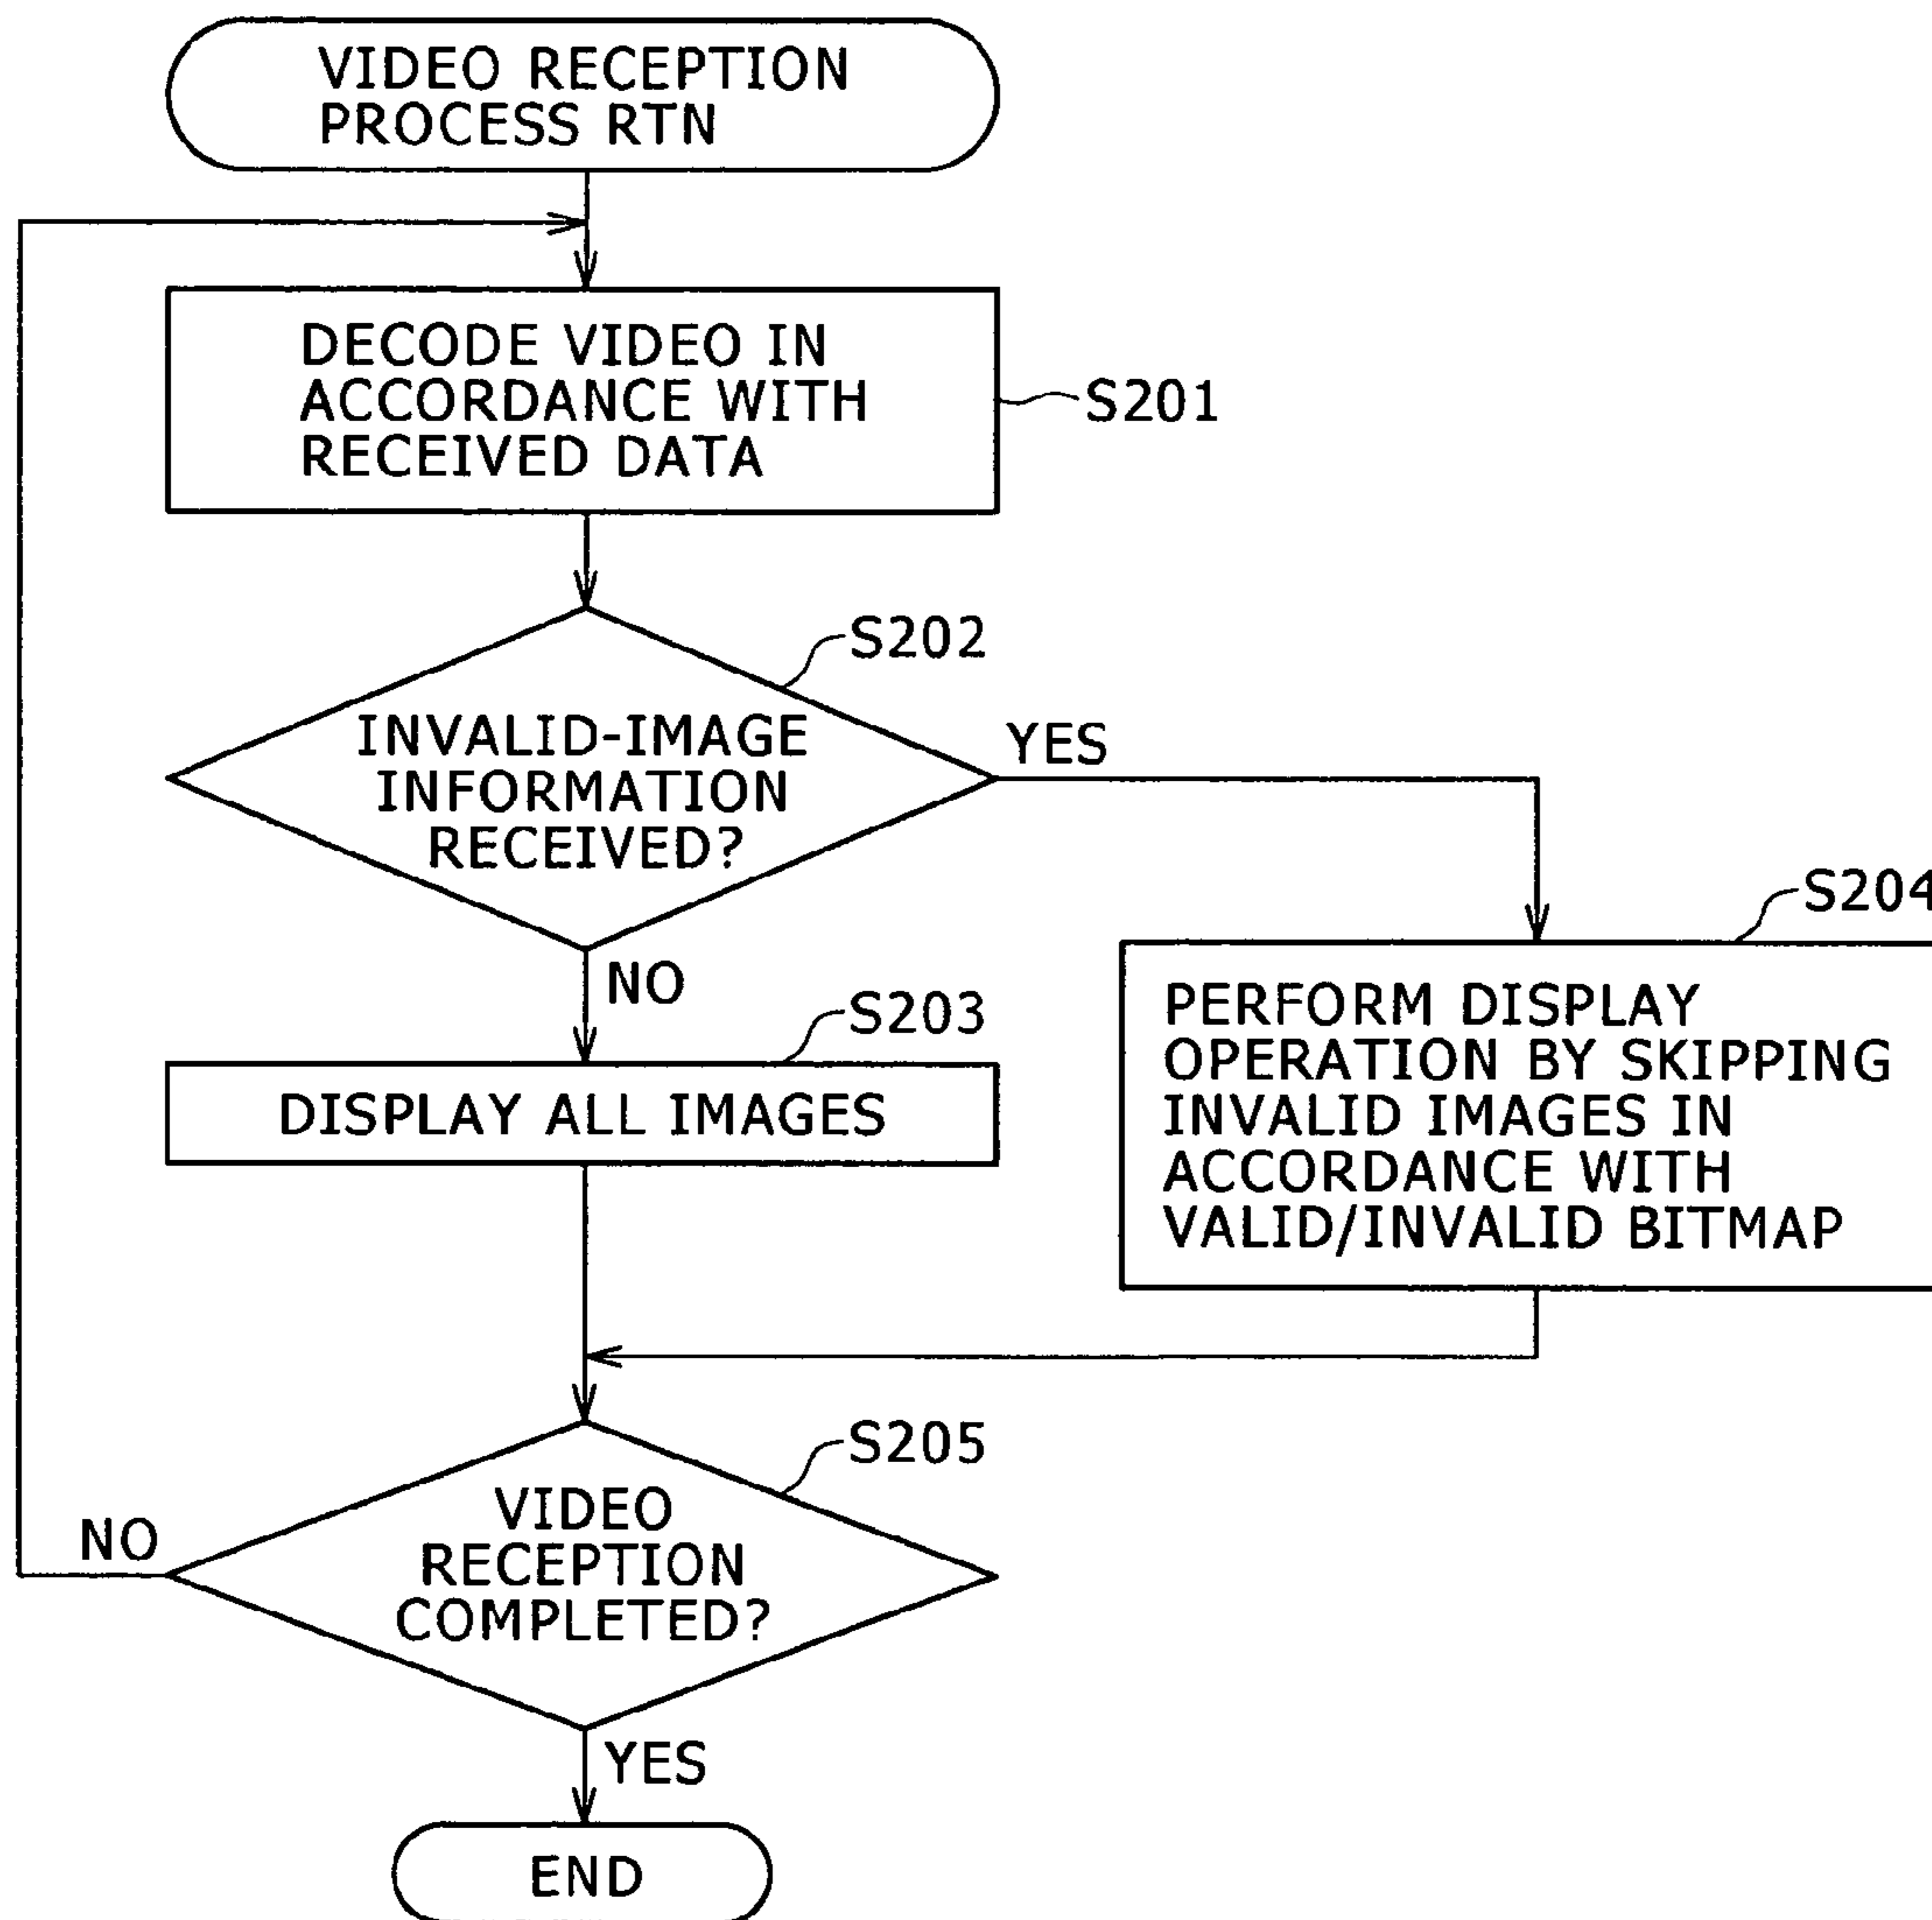 VIDEO RECEPTION
PROCESS RTN
DECODE VIDEO IN
ACCORDANCE WITH
RECEIVED DATA
S201
S202
INVALID-IMAGE
INFORMATION
RECEIVED?
YES
NO
S203
DISPLAY ALL IMAGES
S204
PERFORM DISPLAY
OPERATION BY SKIPPING
INVALID IMAGES IN
ACCORDANCE WITH
VALID/INVALID BITMAP
S205
VIDEO
RECEPTION
COMPLETED?
NO
YES
END